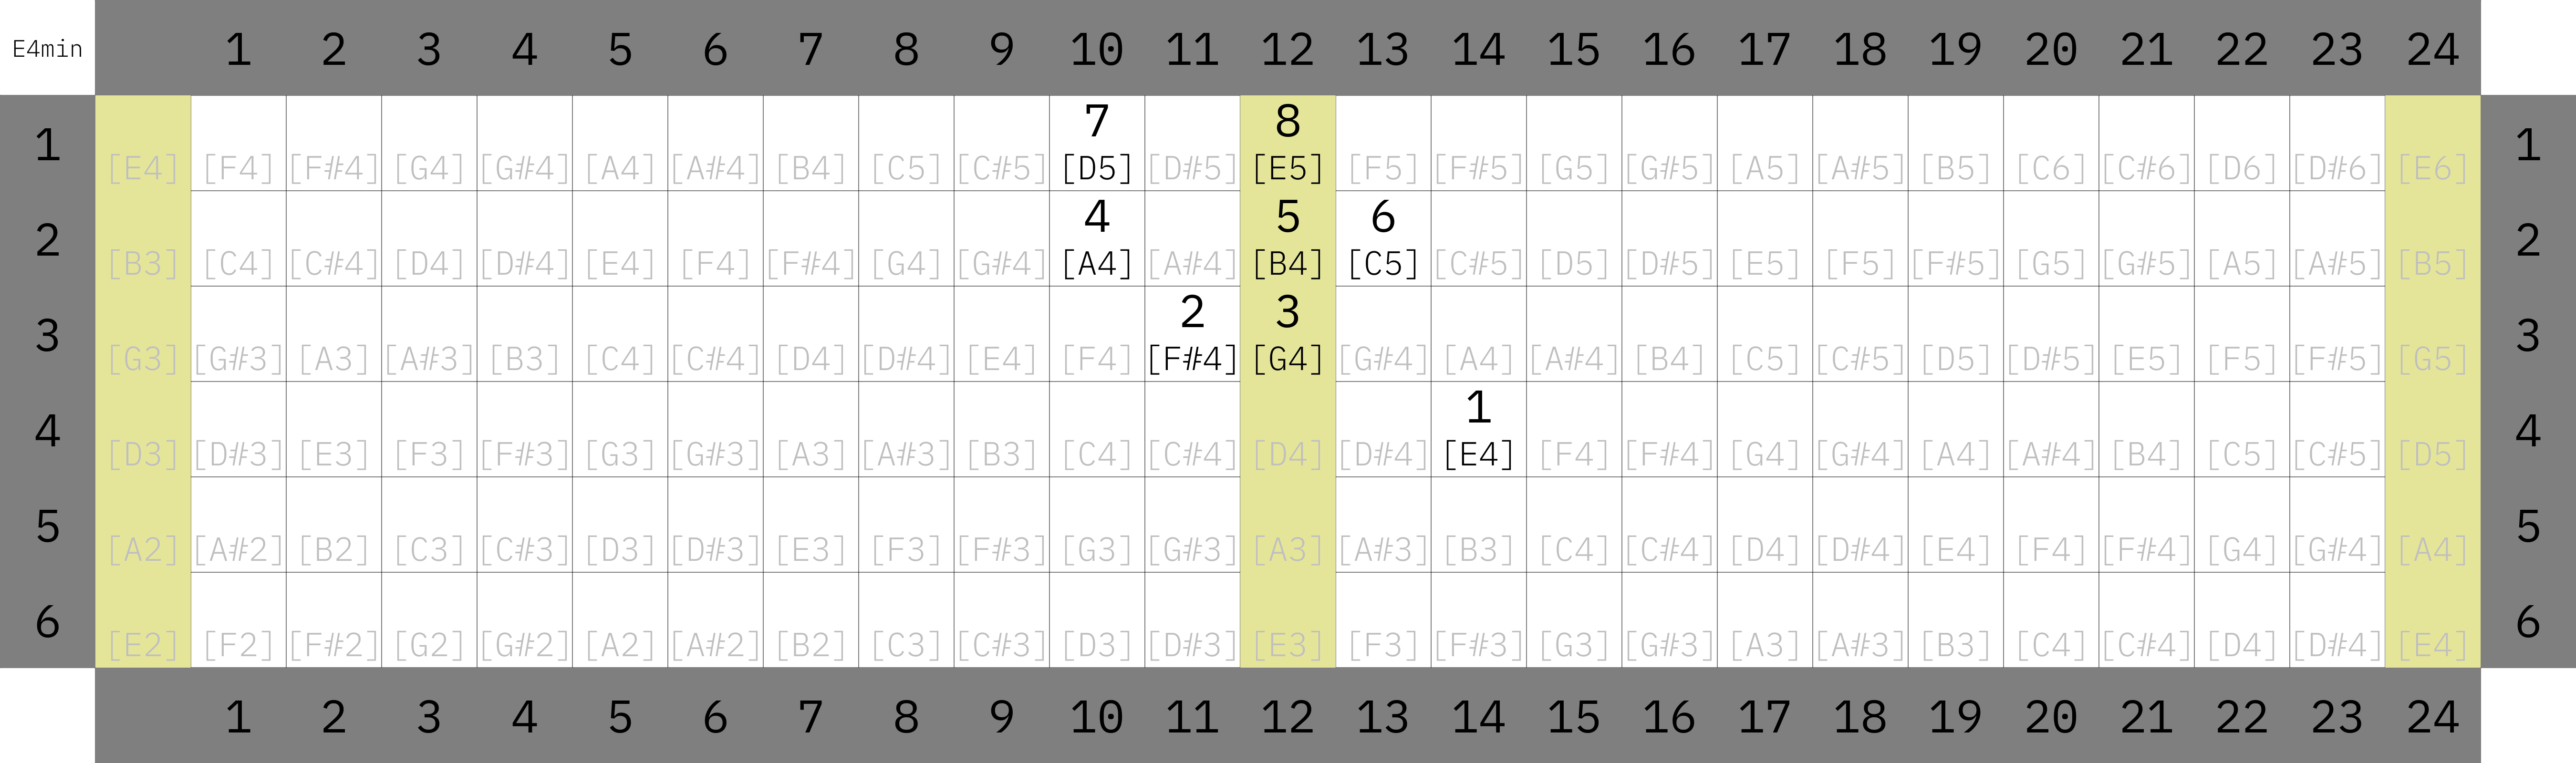 E4min 1 2 3 4 5 6 7 8 9 10 11 12 13 14 15 16 17 18 19 20 21 22 23 24
7 8
1 [E4] [F4] [F#4] [G4] [G#4] [A4] [A#4] [B4] [C5] [C#5] [D5] [D#5] [E5] [F5] [F#5] [G5] [G#5] [A5] [A#5] [B5] [C6] [C#6] [D6] [D#6] [E6] 1
4 5 6
2 [B3] [C4] [C#4] [D4] [D#4] [E4] [F4] [F#4] [G4] [G#4] [A4] [A#4] [B4] [C5] [C#5] [D5] [D#5] [E5] [F5] [F#5] [G5] [G#5] [A5] [A#5] [B5] 2
2 3
3 [G3] [G#3] [A3] [A#3] [B3] [C4] [C#4] [D4] [D#4] [E4] [F4] [F#4] [G4] [G#4] [A4] [A#4] [B4] [C5] [C#5] [D5] [D#5] [E5] [F5] [F#5] [G5] 3
1
4 [D3] [D#3] [E3] [F3] [F#3] [G3] [G#3] [A3] [A#3] [B3] [C4] [C#4] [D4] [D#4] [E4] [F4] [F#4] [G4] [G#4] [A4] [A#4] [B4] [C5] [C#5] [D5] 4
5 [A2] [A#2] [B2] [C3] [C#3] [D3] [D#3] [E3] [F3] [F#3] [G3] [G#3] [A3] [A#3] [B3] [C4] [C#4] [D4] [D#4] [E4] [F4] [F#4] [G4] [G#4] [A4] 5
6 [E2] [F2] [F#2] [G2] [G#2] [A2] [A#2] [B2] [C3] [C#3] [D3] [D#3] [E3] [F3] [F#3] [G3] [G#3] [A3] [A#3] [B3] [C4] [C#4] [D4] [D#4] [E4] 6
1 2 3 4 5 6 7 8 9 10 11 12 13 14 15 16 17 18 19 20 21 22 23 24